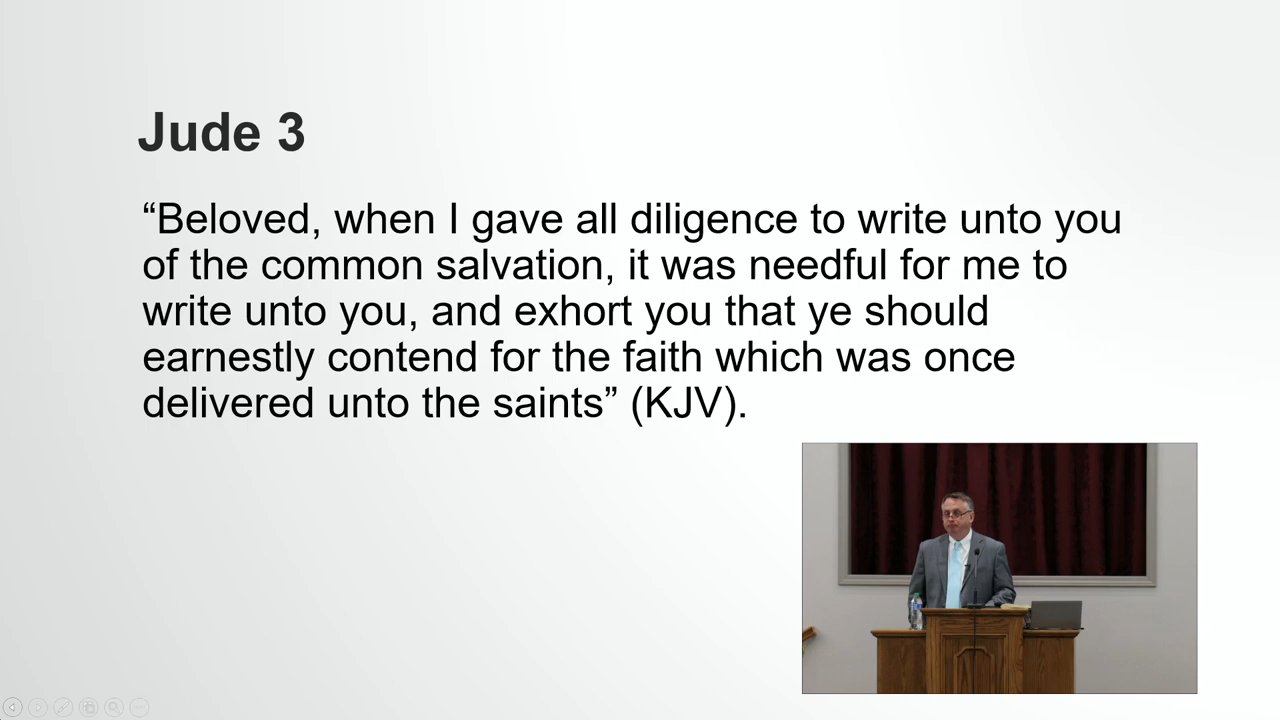 Jude 3
“Beloved, when I gave all diligence to write unto you
of the common salvation, it was needful for me to
write unto you, and exhort you that ye should
earnestly contend for the faith which was once
delivered unto the saints” (KJV).